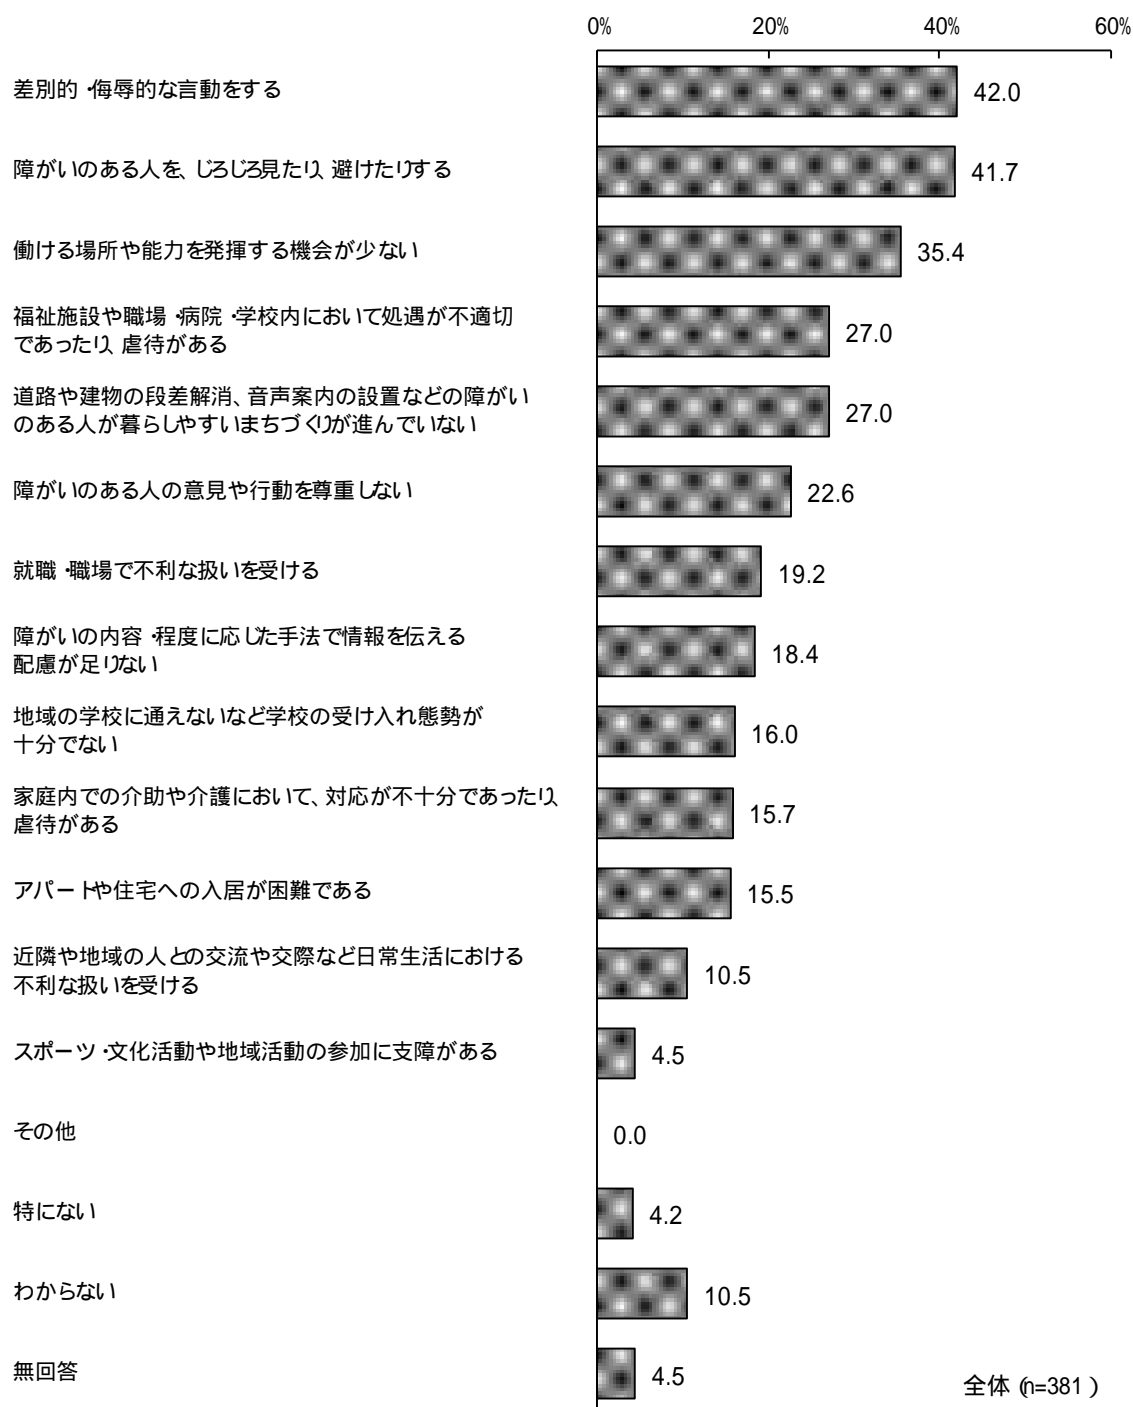 0% 20% 40% 60%
差別的・侮辱的な言動をする 42.0
障がいのある人を、じろじろ見たり、避けたりする 41.7
働ける場所や能力を発揮する機会が少ない 35.4
福祉施設や職場・病院・学校内において処遇が不適切
であったり、虐待がある 27.0
道路や建物の段差解消、音声案内の設置などの障がい
のある人が暮らしやすいまちづくりが進んでいない 27.0
障がいのある人の意見や行動を尊重しない 22.6
就職・職場で不利な扱いを受ける 19.2
障がいの内容・程度に応じた手法で情報を伝える
配慮が足りない 18.4
地域の学校に通えないなど学校の受け入れ態勢が
十分でない 16.0
家庭内での介助や介護において、対応が不十分であったり、
虐待がある 15.7
アパートや住宅への入居が困難である 15.5
近隣や地域の人との交流や交際など日常生活における
不利な扱いを受ける 10.5
スポーツ・文化活動や地域活動の参加に支障がある 4.5
その他 0.0
特にない 4.2
わからない 10.5
無回答 4.5
全体(n=381)